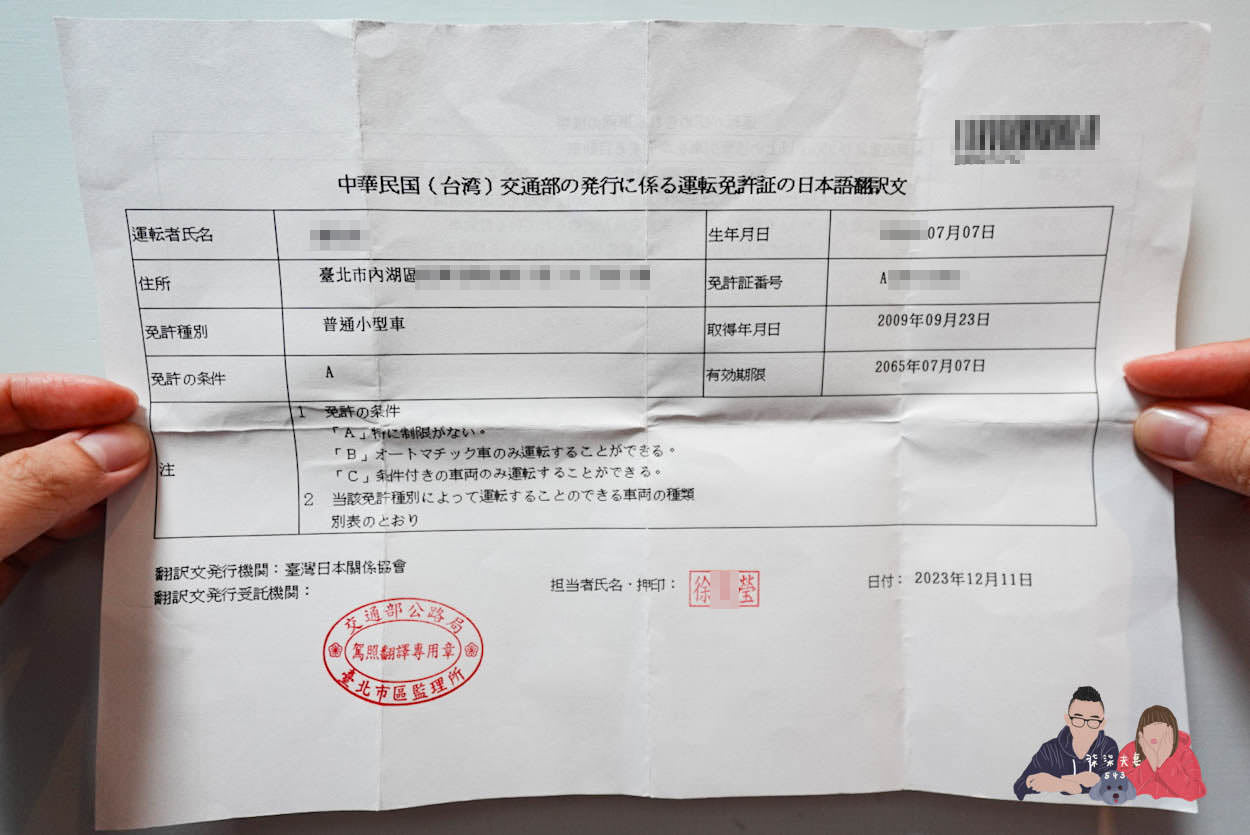 中華民国（台湾）交通部の発行に係る運転免許証の日本語翻訳文
運転者氏名 生年月日 07月07日
住所 臺北市內湖區 免許証番号 A
免許種別 普通小型車 取得年月日 2009年09月23日
免許の条件 A 有効期限 2065年07月07日
注
1 免許の条件
「A」特に制限がない。
「B」オートマチック車のみ運転することができる。
「C」条件付きの車両のみ運転することができる。
2 当該免許種別によって運転することのできる車両の種類
別表のとおり
翻訳文発行機関：臺灣日本關係協會
翻訳文発行受託機関：
担当者氏名・押印： 徐 瑩
日付： 2023年12月11日
交通部公路局
駕照翻譯專用章
臺北市區監理所
柒柒夫妻
543